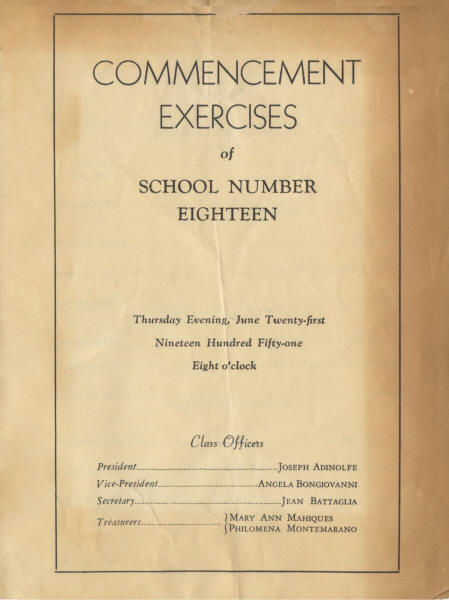 COMMENCEMENT
EXERCISES
of
SCHOOL NUMBER
EIGHTEEN
Thursday Evening, June Twenty-first
Nineteen Hundred Fifty-one
Eight o'clock
Class Officers
President..........JOSEPH ADINOLFE
Vice-President..........ANGELA BONGIOVANNI
Secretary..........JEAN BATTAGLIA
Treasurers..........}MARY ANN MAHIQUES
}PHILOMENA MONTEMARANO